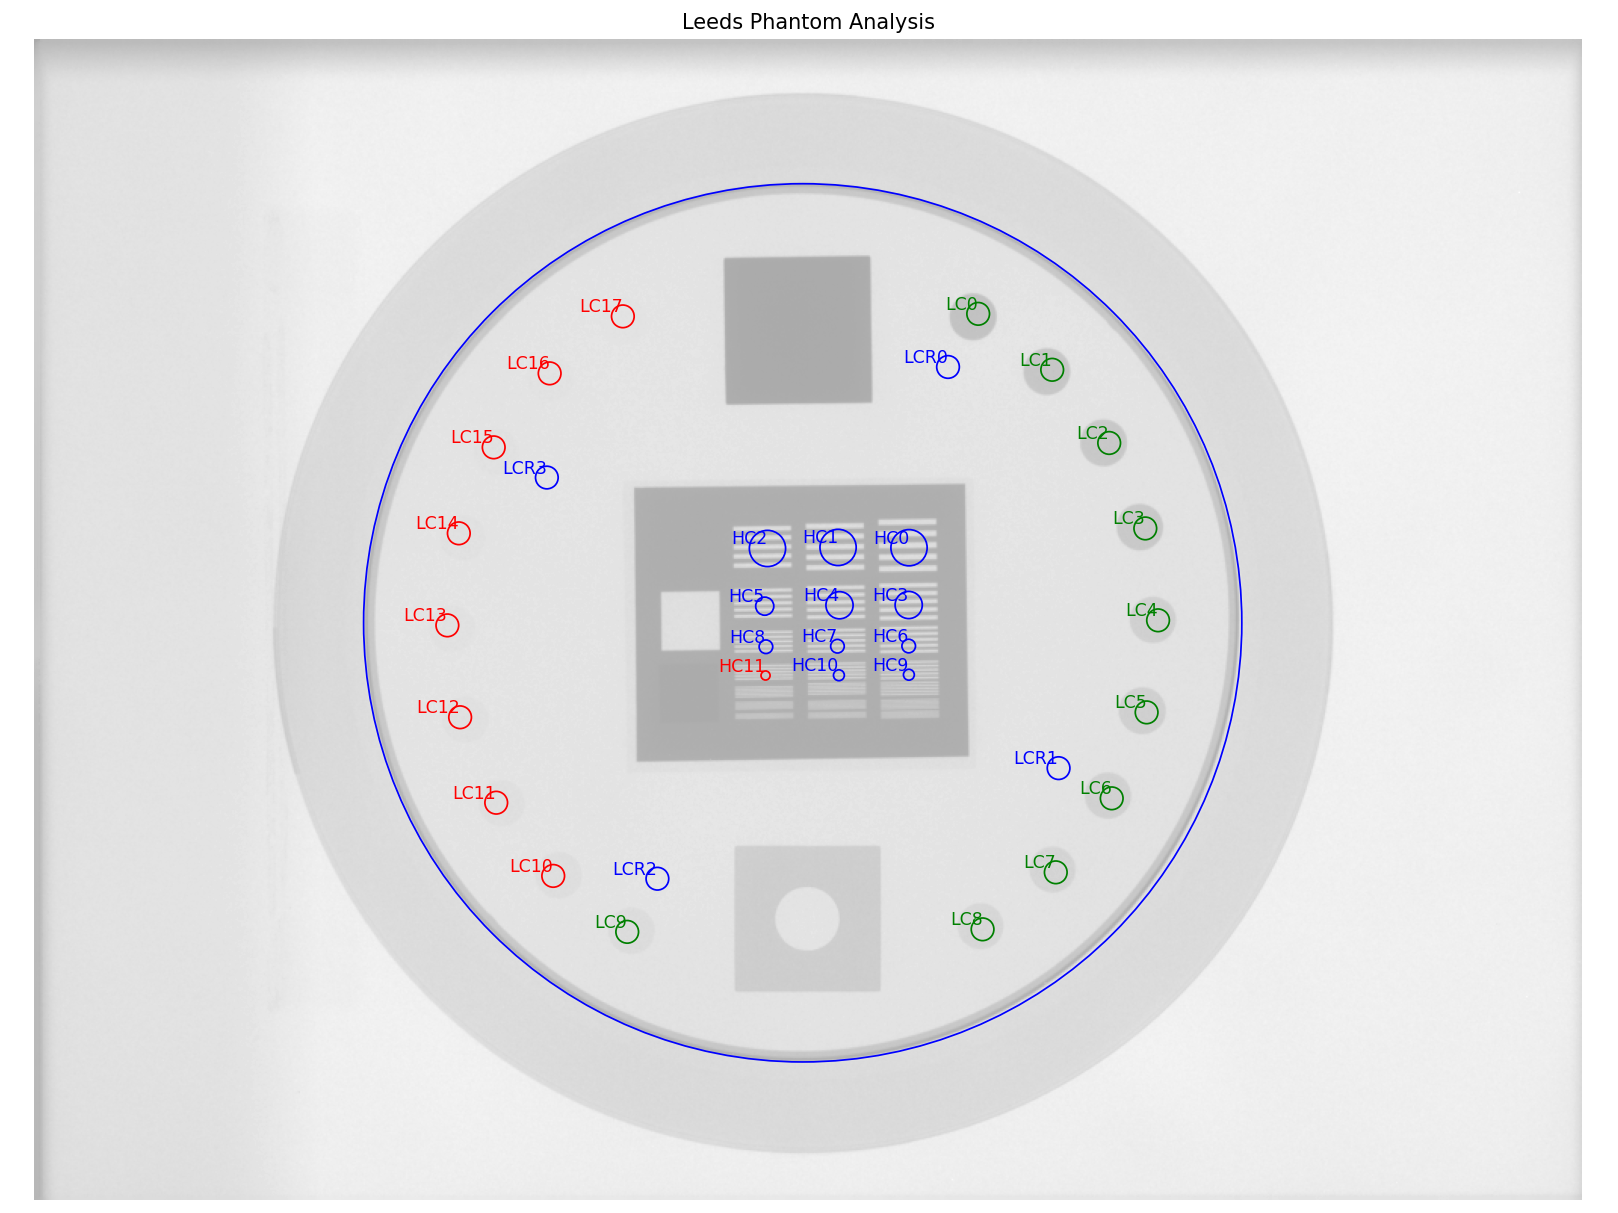 Leeds Phantom Analysis
LC17
LC0
LC16
LCR0
LC1
LC15
LC2
LCR3
LC14
LC3
HC2
HC1
HC0
HC5
HC4
HC3
LC13
LC4
HC8
HC7
HC6
HC11
HC10
HC9
LC12
LC5
LCR1
LC11
LC6
LC10
LCR2
LC7
LC9
LC8